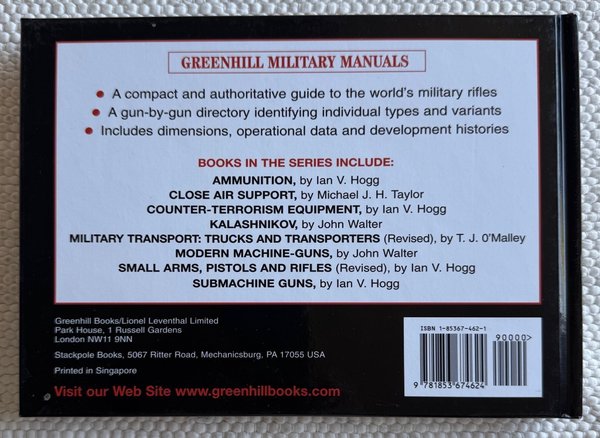 GREENHILL MILITARY MANUALS
• A compact and authoritative guide to the world's military rifles
• A gun-by-gun directory identifying individual types and variants
• Includes dimensions, operational data and development histories
BOOKS IN THE SERIES INCLUDE:
AMMUNITION, by Ian V. Hogg
CLOSE AIR SUPPORT, by Michael J. H. Taylor
COUNTER-TERRORISM EQUIPMENT, by Ian V. Hogg
KALASHNIKOV, by John Walter
MILITARY TRANSPORT: TRUCKS AND TRANSPORTERS (Revised), by T. J. O'Malley
MODERN MACHINE-GUNS, by John Walter
SMALL ARMS, PISTOLS AND RIFLES (Revised), by Ian V. Hogg
SUBMACHINE GUNS, by Ian V. Hogg
Greenhill Books/Lionel Leventhal Limited
Park House, 1 Russell Gardens
London NW11 9NN
Stackpole Books, 5067 Ritter Road, Mechanicsburg, PA 17055 USA
Printed in Singapore
Visit our Web Site www.greenhillbooks.com
ISBN 1-85367-462-1
90000>
9 781853 674624